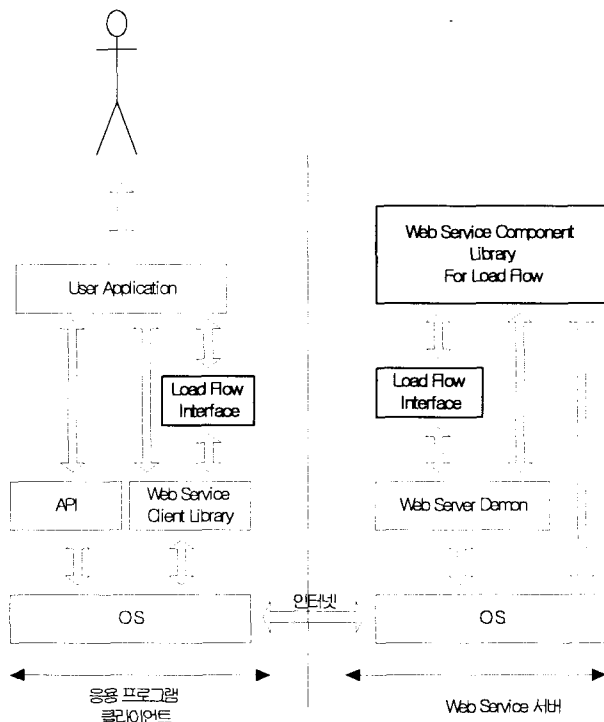 Web Service Component
Library
For Load Flow
User Application
Load Flow
Interface
Load Flow
Interface
API
Web Service
Client Library
Web Server Demon
OS
인터넷
OS
응용 프로그램
클라이언트
Web Service 서버